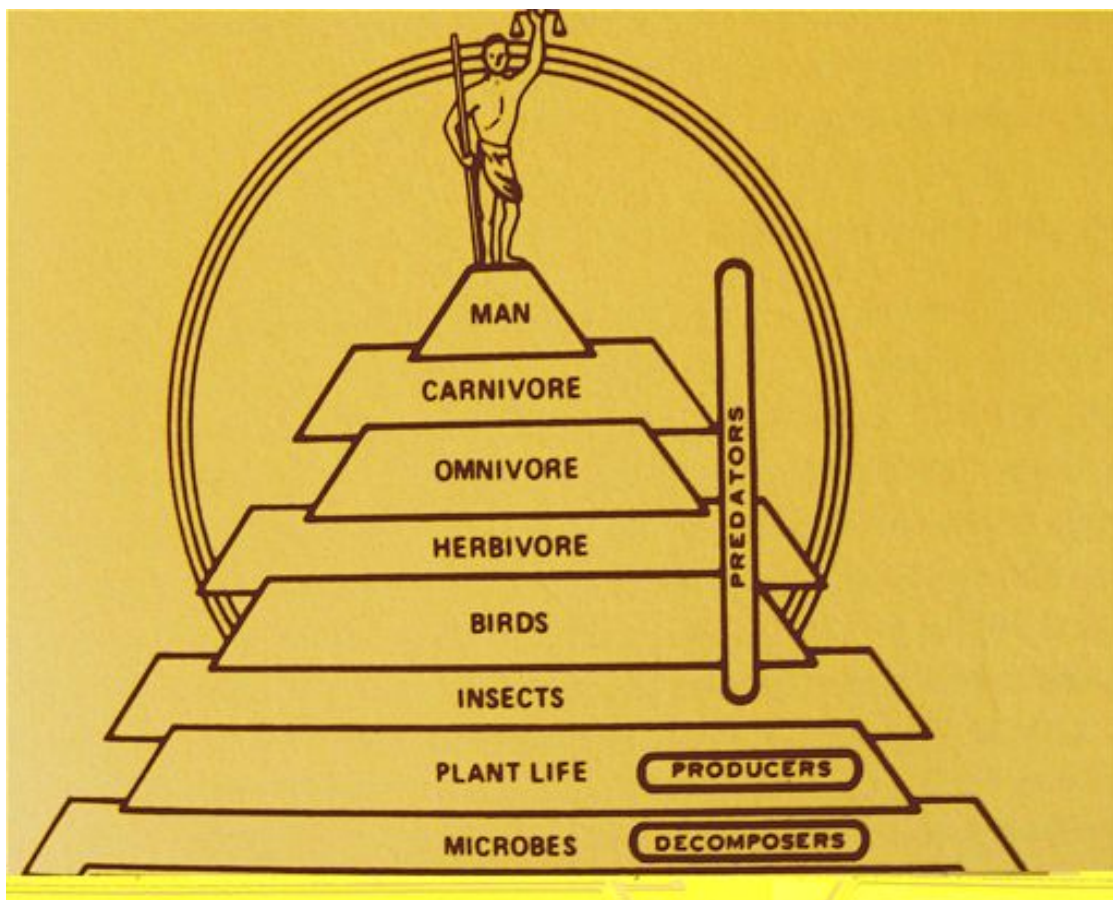 MAN
CARNIVORE
OMNIVORE
HERBIVORE
PREDATORS
BIRDS
INSECTS
PLANT LIFE PRODUCERS
MICROBES DECOMPOSERS